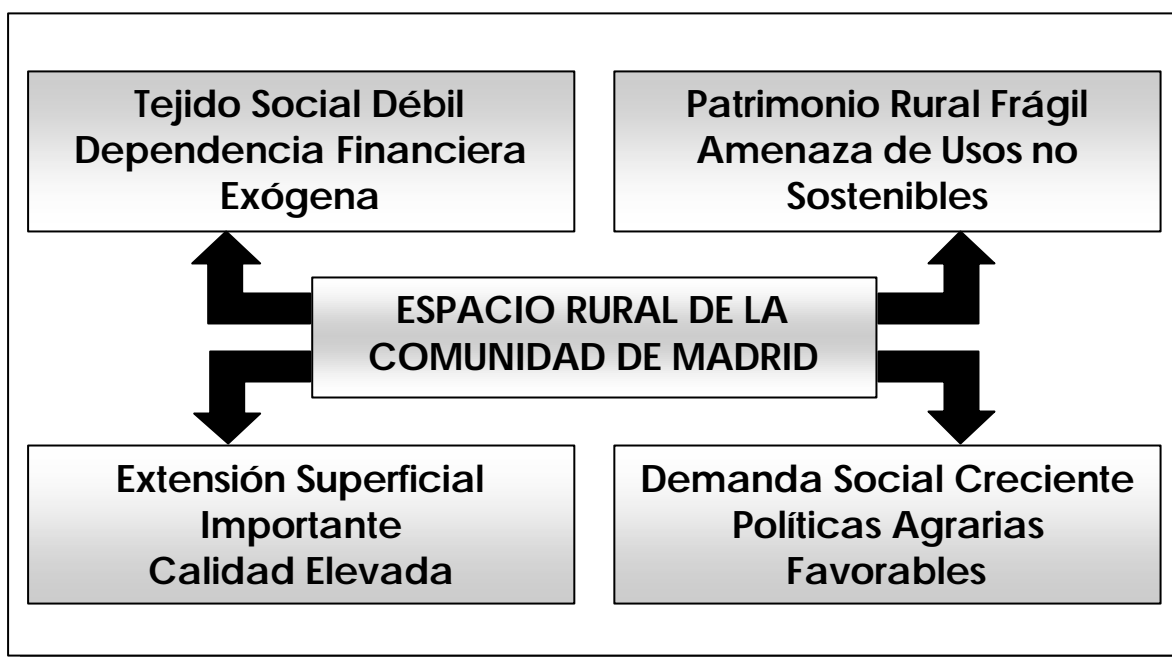 Tejido Social Débil
Dependencia Financiera
Exógena
Patrimonio Rural Frágil
Amenaza de Usos no
Sostenibles
ESPACIO RURAL DE LA
COMUNIDAD DE MADRID
Extensión Superficial
Importante
Calidad Elevada
Demanda Social Creciente
Políticas Agrarias
Favorables